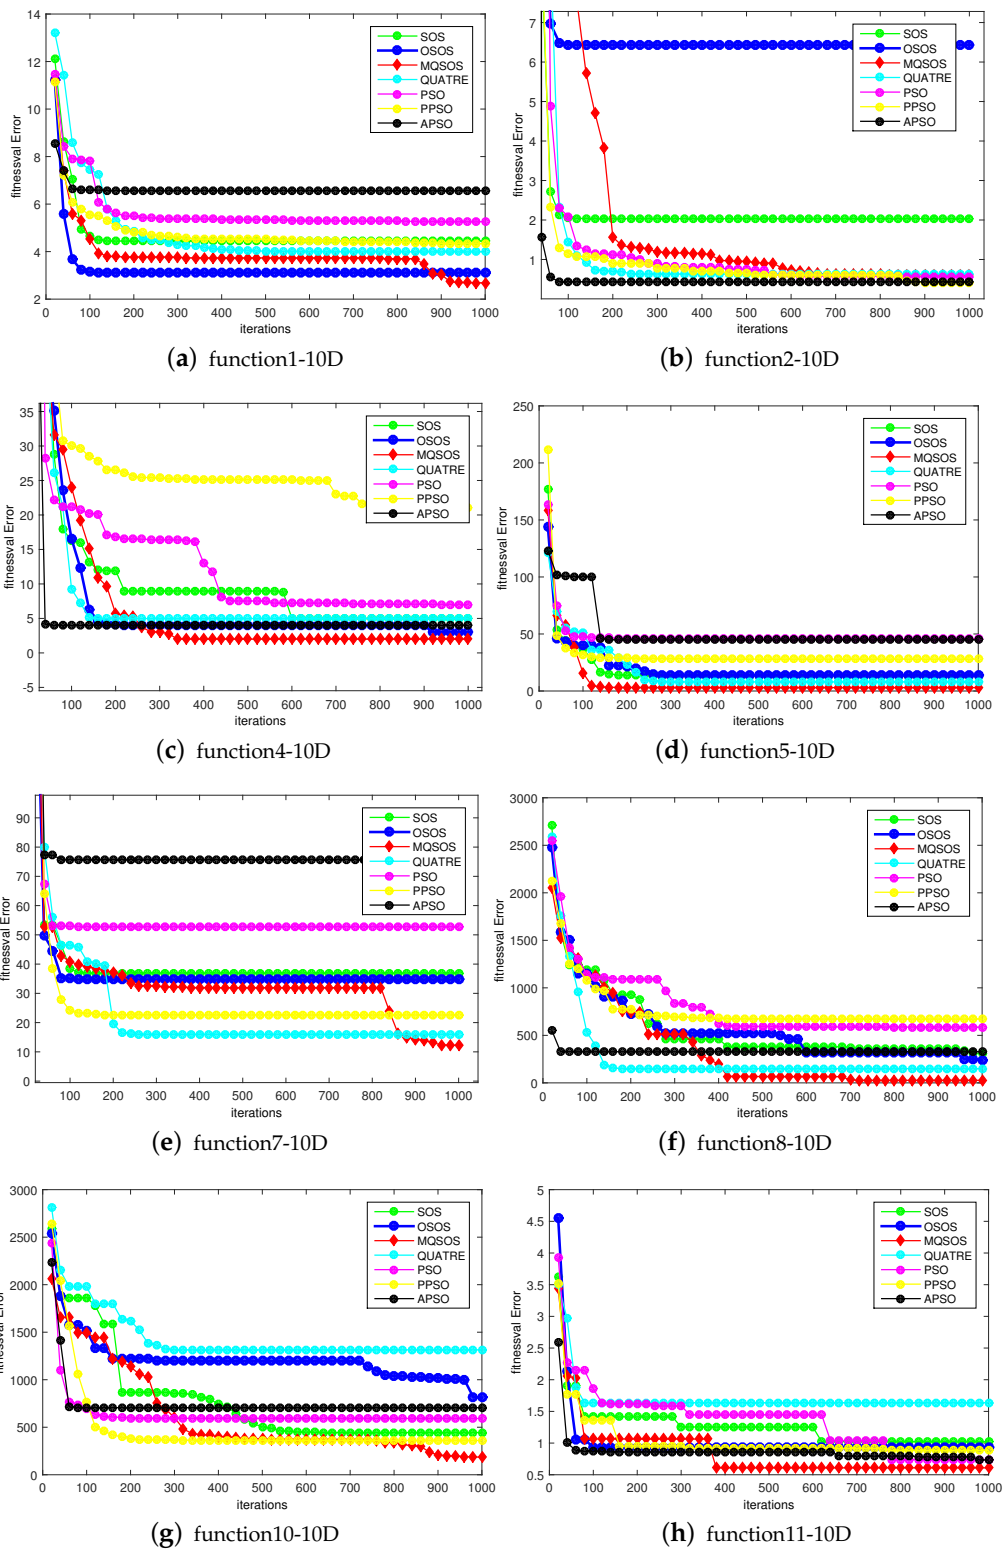 14
12
10
8
6
4
2
0 100 200 300 400 500 600 700 800 900 1000
fitnessval Error
iterations
SOS
OSOS
MQSOS
QUATRE
PSO
PPSO
APSO
(a) function1-10D
7
6
5
4
3
2
1
100 200 300 400 500 600 700 800 900 1000
fitnessval Error
iterations
SOS
OSOS
MQSOS
QUATRE
PSO
PPSO
APSO
(b) function2-10D
35
30
25
20
15
10
5
0
-5
100 200 300 400 500 600 700 800 900 1000
fitnessval Error
iterations
SOS
OSOS
MQSOS
QUATRE
PSO
PPSO
APSO
(c) function4-10D
250
200
150
100
50
0
0 100 200 300 400 500 600 700 800 900 1000
fitnessval Error
iterations
SOS
OSOS
MQSOS
QUATRE
PSO
PPSO
APSO
(d) function5-10D
90
80
70
60
50
40
30
20
10
0
100 200 300 400 500 600 700 800 900 1000
fitnessval Error
iterations
SOS
OSOS
MQSOS
QUATRE
PSO
PPSO
APSO
(e) function7-10D
3000
2500
2000
1500
1000
500
0
0 100 200 300 400 500 600 700 800 900 1000
fitnessval Error
iterations
SOS
OSOS
MQSOS
QUATRE
PSO
PPSO
APSO
(f) function8-10D
3000
2500
2000
1500
1000
500
0
0 100 200 300 400 500 600 700 800 900 1000
fitnessval Error
iterations
SOS
OSOS
MQSOS
QUATRE
PSO
PPSO
APSO
(g) function10-10D
5
4.5
4
3.5
3
2.5
2
1.5
1
0.5
0 100 200 300 400 500 600 700 800 900 1000
fitnessval Error
iterations
SOS
OSOS
MQSOS
QUATRE
PSO
PPSO
APSO
(h) function11-10D